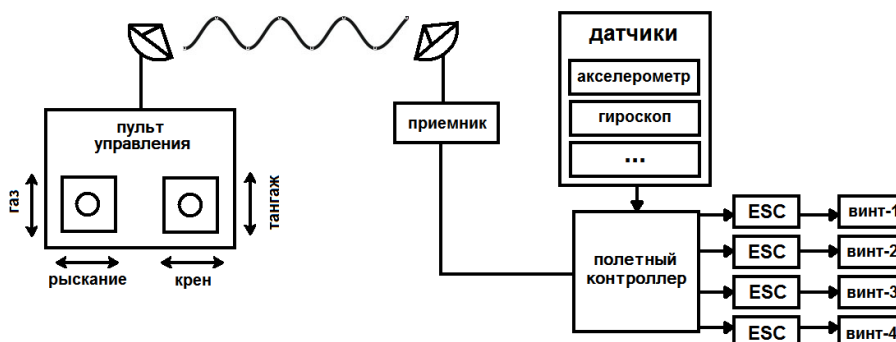 пульт
управления
газ
тангаж
рыскание
крен
приемник
датчики
акселерометр
гироскоп
...
полетный
контроллер
ESC
винт-1
ESC
винт-2
ESC
винт-3
ESC
винт-4